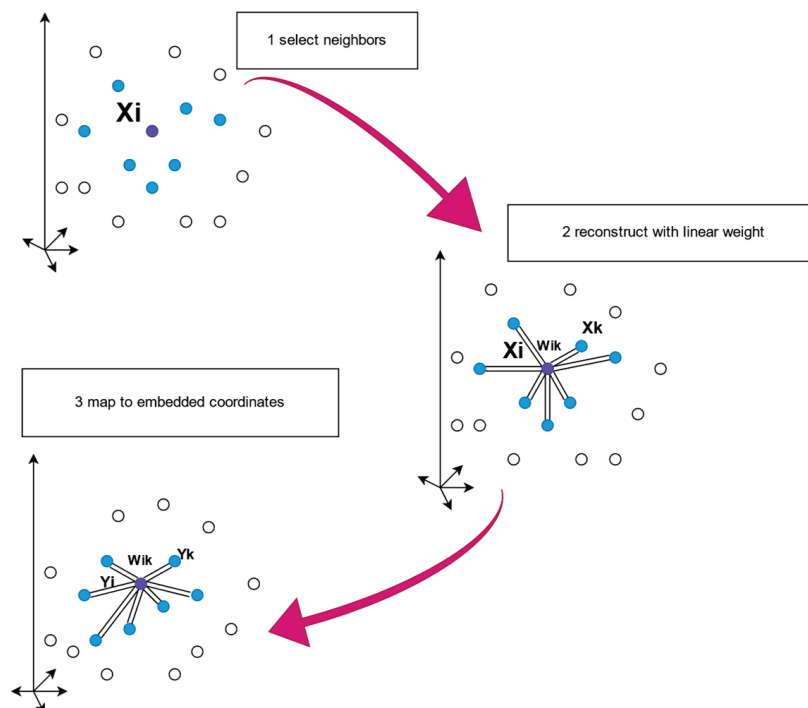 1 select neighbors
Xi
2 reconstruct with linear weight
Xk
Wik
Xi
3 map to embedded coordinates
Wik
Yk
Yi